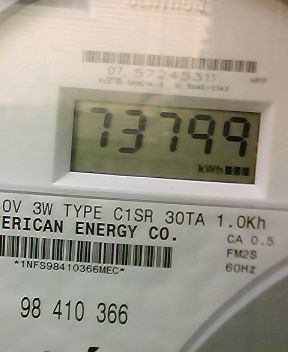 07 57245311
73799
kWh
0V 3W TYPE C1SR 30TA 1.0Kh
ERICAN ENERGY CO.
CA 0.5
FM2S
60Hz
*1NFS98410366MEC*
98 410 366